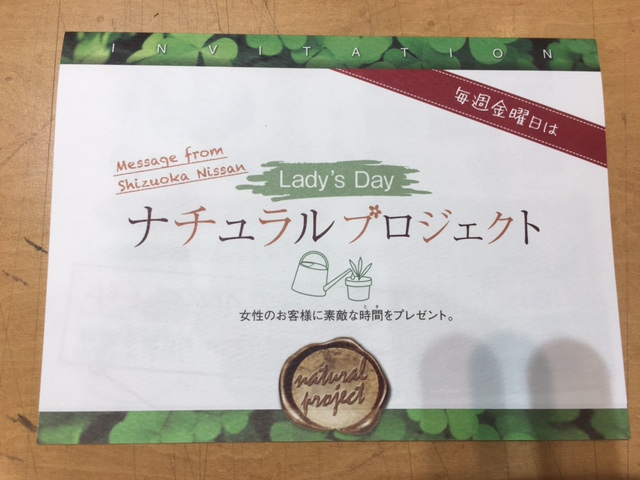 INVITATION
毎週金曜日は
Message from
Shizuoka Nissan
Lady's Day
ナチュラルプロジェクト
女性のお客様に素敵な時間をプレゼント。
natural
project